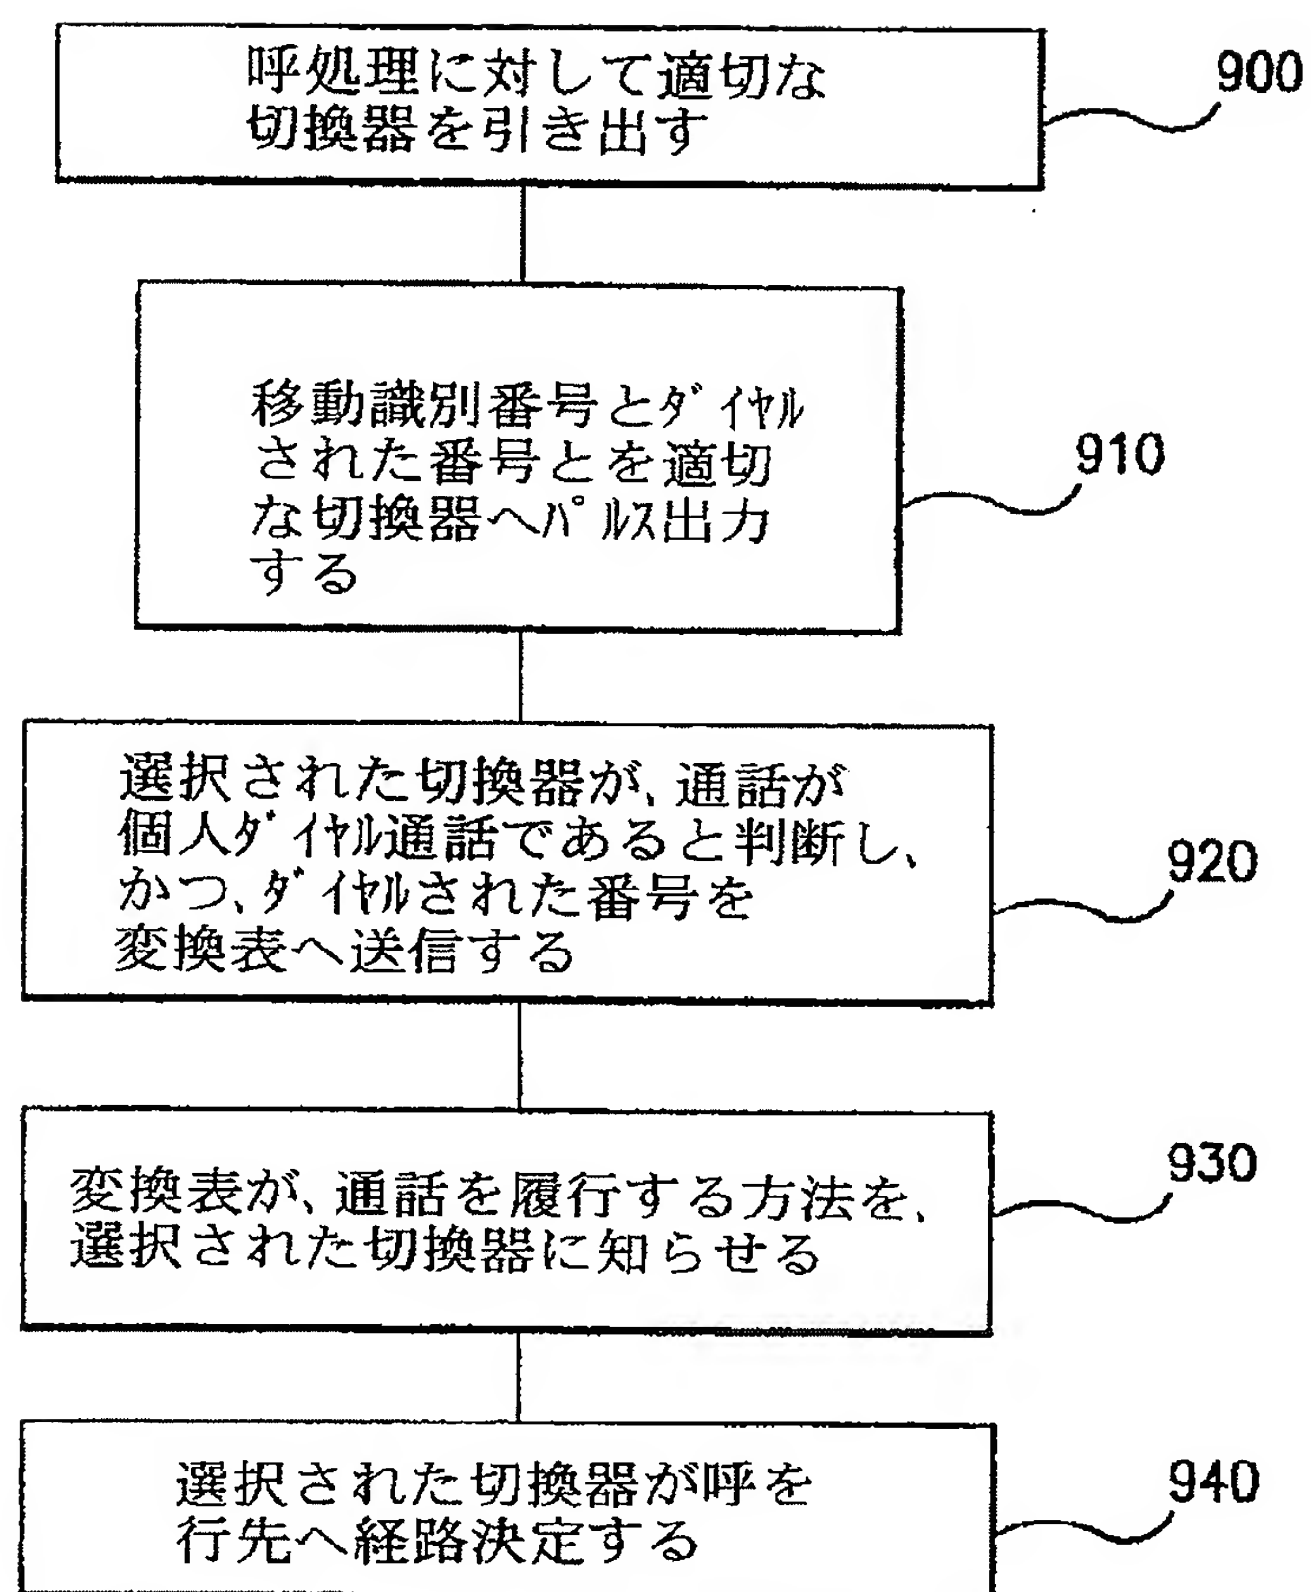 呼処理に対して適切な
切換器を引き出す
900
移動識別番号とダイヤル
された番号とを適切
な切換器へパルス出力
する
910
選択された切換器が、通話が
個人ダイヤル通話であると判断し、
かつ、ダイヤルされた番号を
変換表へ送信する
920
変換表が、通話を履行する方法を、
選択された切換器に知らせる
930
選択された切換器が呼を
行先へ経路決定する
940